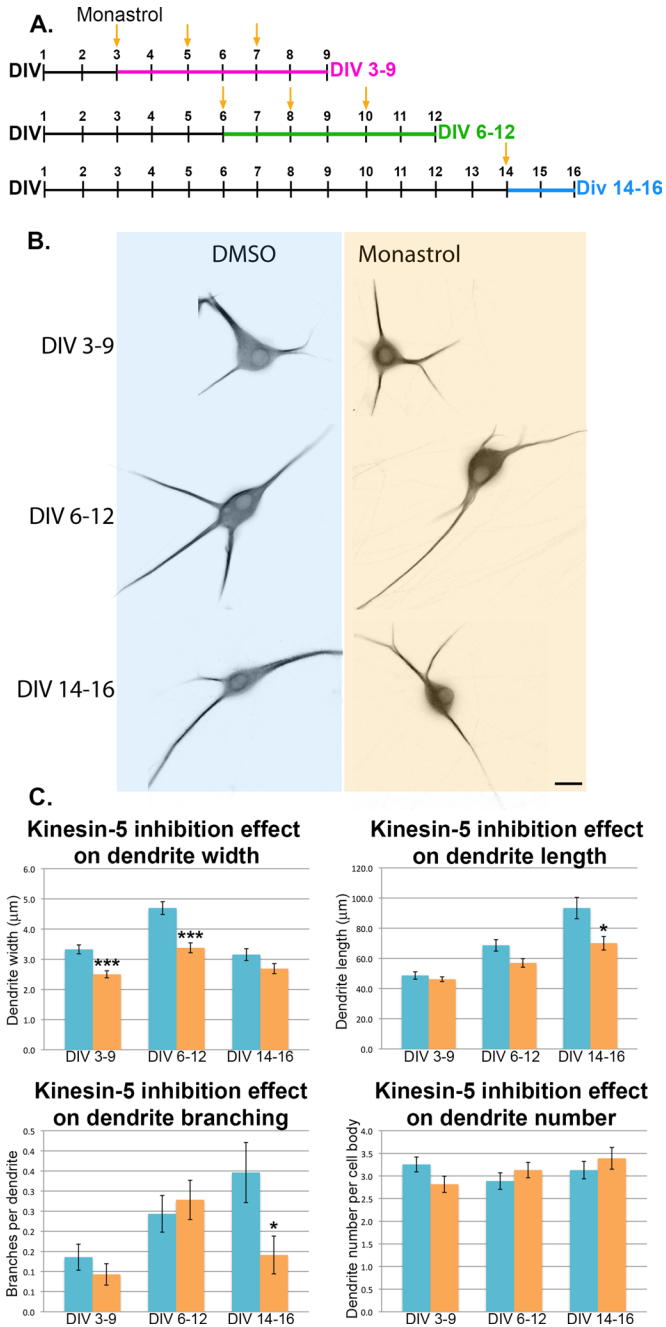 A.
Monastrol
1 2 3 4 5 6 7 8 9
DIV DIV 3-9
1 2 3 4 5 6 7 8 9 10 11 12
DIV DIV 6-12
1 2 3 4 5 6 7 8 9 10 11 12 13 14 15 16
DIV Div 14-16
B.
DMSO Monastrol
DIV 3-9
DIV 6-12
DIV 14-16
C.
Kinesin-5 inhibition effect
on dendrite width
Dendrite width (μm)
6.0
5.0
4.0
3.0
2.0
1.0
0.0
***
***
DIV 3-9 DIV 6-12 DIV 14-16
Kinesin-5 inhibition effect
on dendrite length
Dendrite length (μm)
120.0
100.0
80.0
60.0
40.0
20.0
0.0
*
DIV 3-9 DIV 6-12 DIV 14-16
Kinesin-5 inhibition effect
on dendrite branching
Branches per dendrite
0.5
0.4
0.4
0.3
0.3
0.2
0.2
0.1
0.1
0.0
*
DIV 3-9 DIV 6-12 DIV 14-16
Kinesin-5 inhibition effect
on dendrite number
Dendrite number per cell body
4.0
3.5
3.0
2.5
2.0
1.5
1.0
0.5
0.0
DIV 3-9 DIV 6-12 DIV 14-16